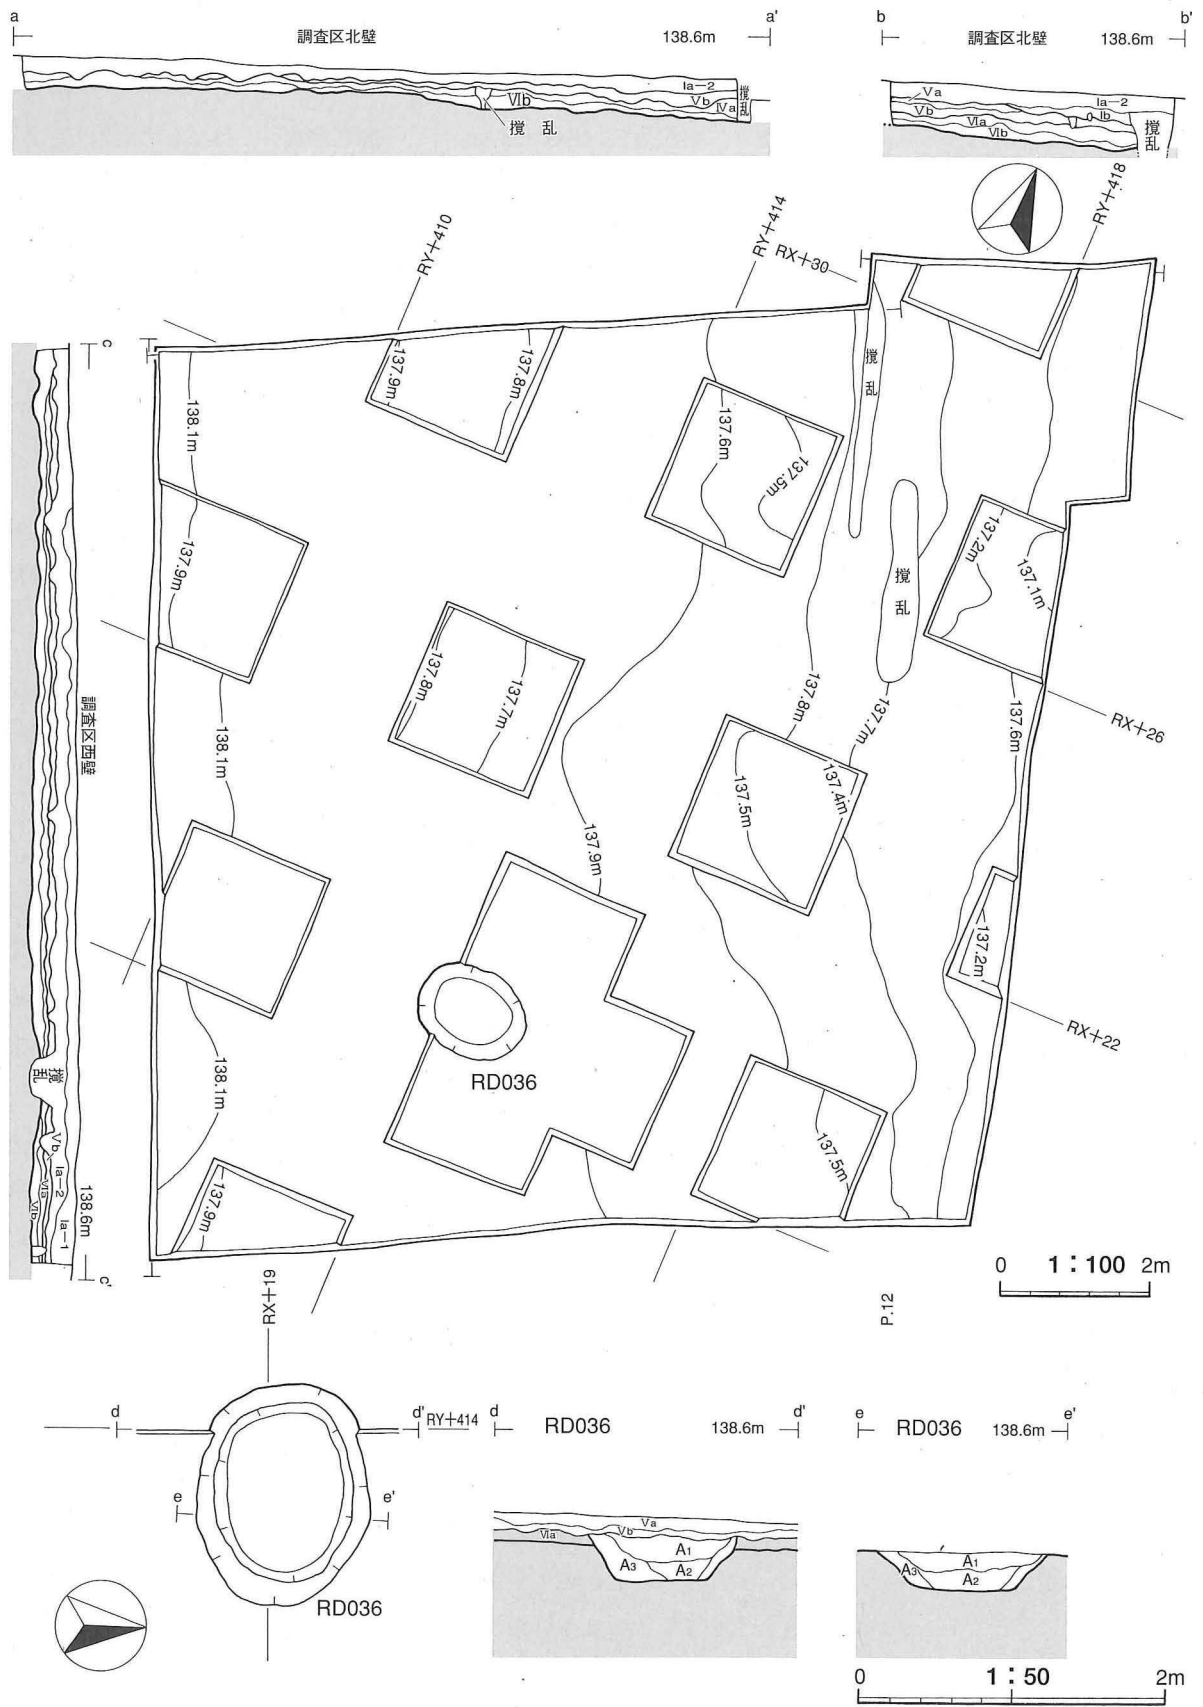 a
a'
調査区北壁
138.6m
Ia-2
Ⅵb
Ⅴb
Ⅳa
攪乱
攪 乱
b
b'
調査区北壁
138.6m
Ⅴa
Ⅴb
Ⅵa
Ⅵb
Ia-2
Ib
攪乱
RY+410
RY+414
RX+30
RY+418
c
調査区西壁
攪乱
Ⅴb
Ⅵa
Ⅵb
Ia-2
Ia-1
138.6m
c'
138.1m
137.9m
137.8m
137.6m
137.5m
攪乱
攪乱
137.9m
137.2m
137.1m
137.8m
137.7m
138.1m
137.8m
137.7m
137.6m
RX+26
137.5m
137.4m
137.9m
137.2m
RX+22
RD036
138.1m
137.5m
137.9m
0 1:100 2m
P.12
RX+19
d
d'
RY+414
e
e'
RD036
d
RD036
138.6m
d'
Ⅴa
Ⅴb
Ⅵa
A1
A3
A2
e
RD036
138.6m
e'
A1
A3
A2
0 1:50 2m